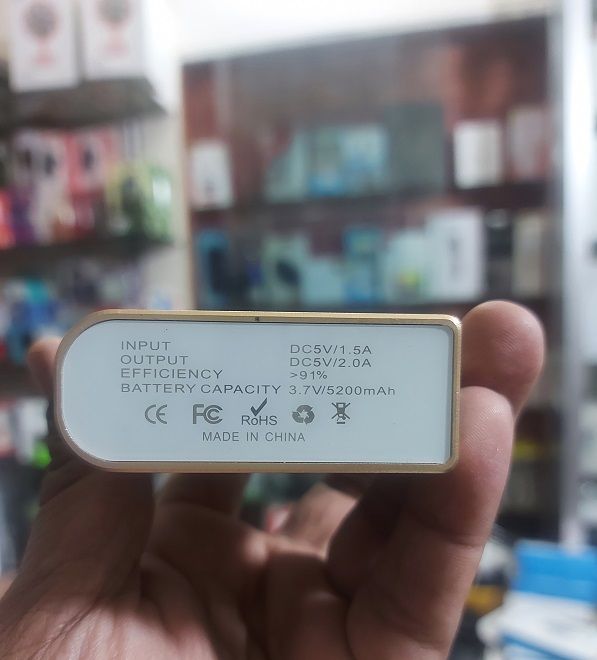 INPUT DC5V/1.5A
OUTPUT DC5V/2.0A
EFFICIENCY >91%
BATTERY CAPACITY 3.7V/5200mAh
CE FC RoHS
MADE IN CHINA